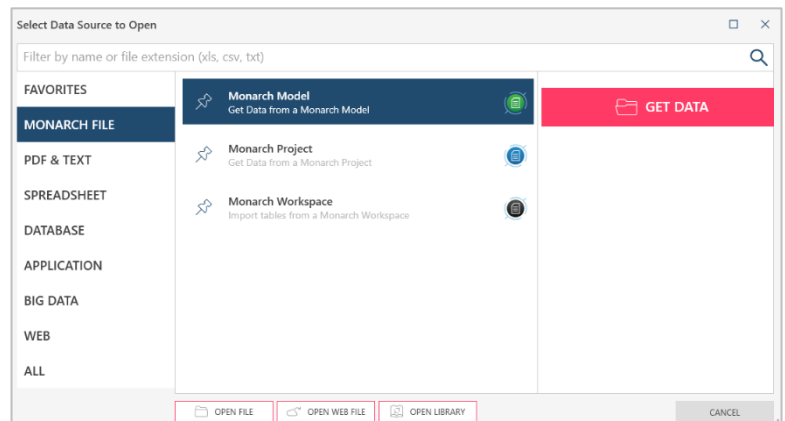 Select Data Source to Open
Filter by name or file extension (xls, csv, txt)
FAVORITES
MONARCH FILE
PDF & TEXT
SPREADSHEET
DATABASE
APPLICATION
BIG DATA
WEB
ALL
Monarch Model
Get Data from a Monarch Model
Monarch Project
Get Data from a Monarch Project
Monarch Workspace
Import tables from a Monarch Workspace
GET DATA
OPEN FILE
OPEN WEB FILE
OPEN LIBRARY
CANCEL